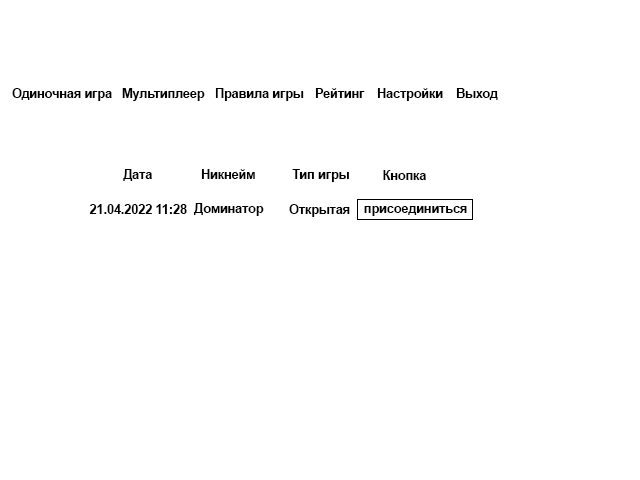 Одиночная игра Мультиплеер Правила игры Рейтинг Настройки Выход
Дата Никнейм Тип игры Кнопка
21.04.2022 11:28 Доминатор Открытая присоединиться